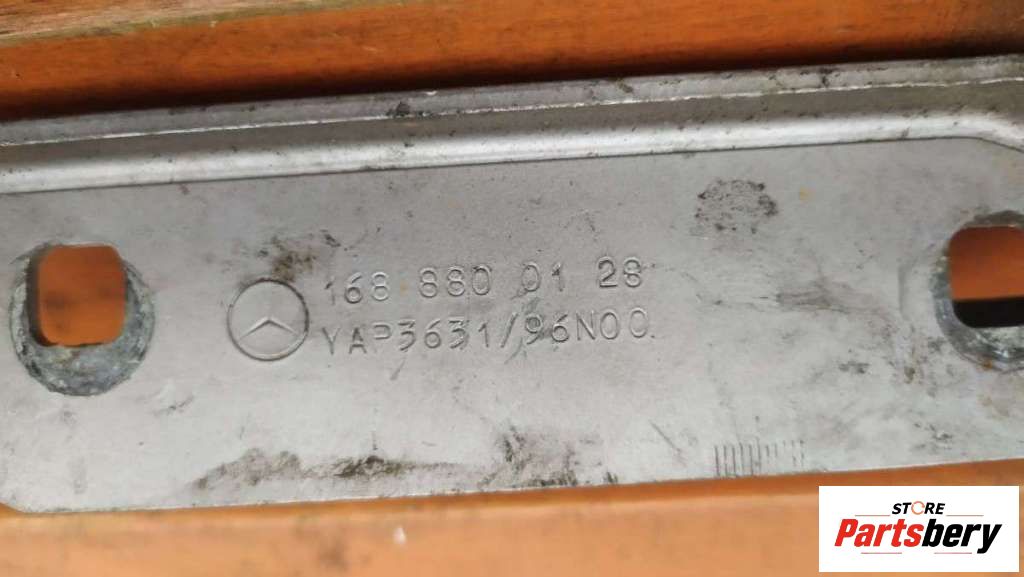 168 880 01 28
YAP3631/96N00
STORE
Partsbery